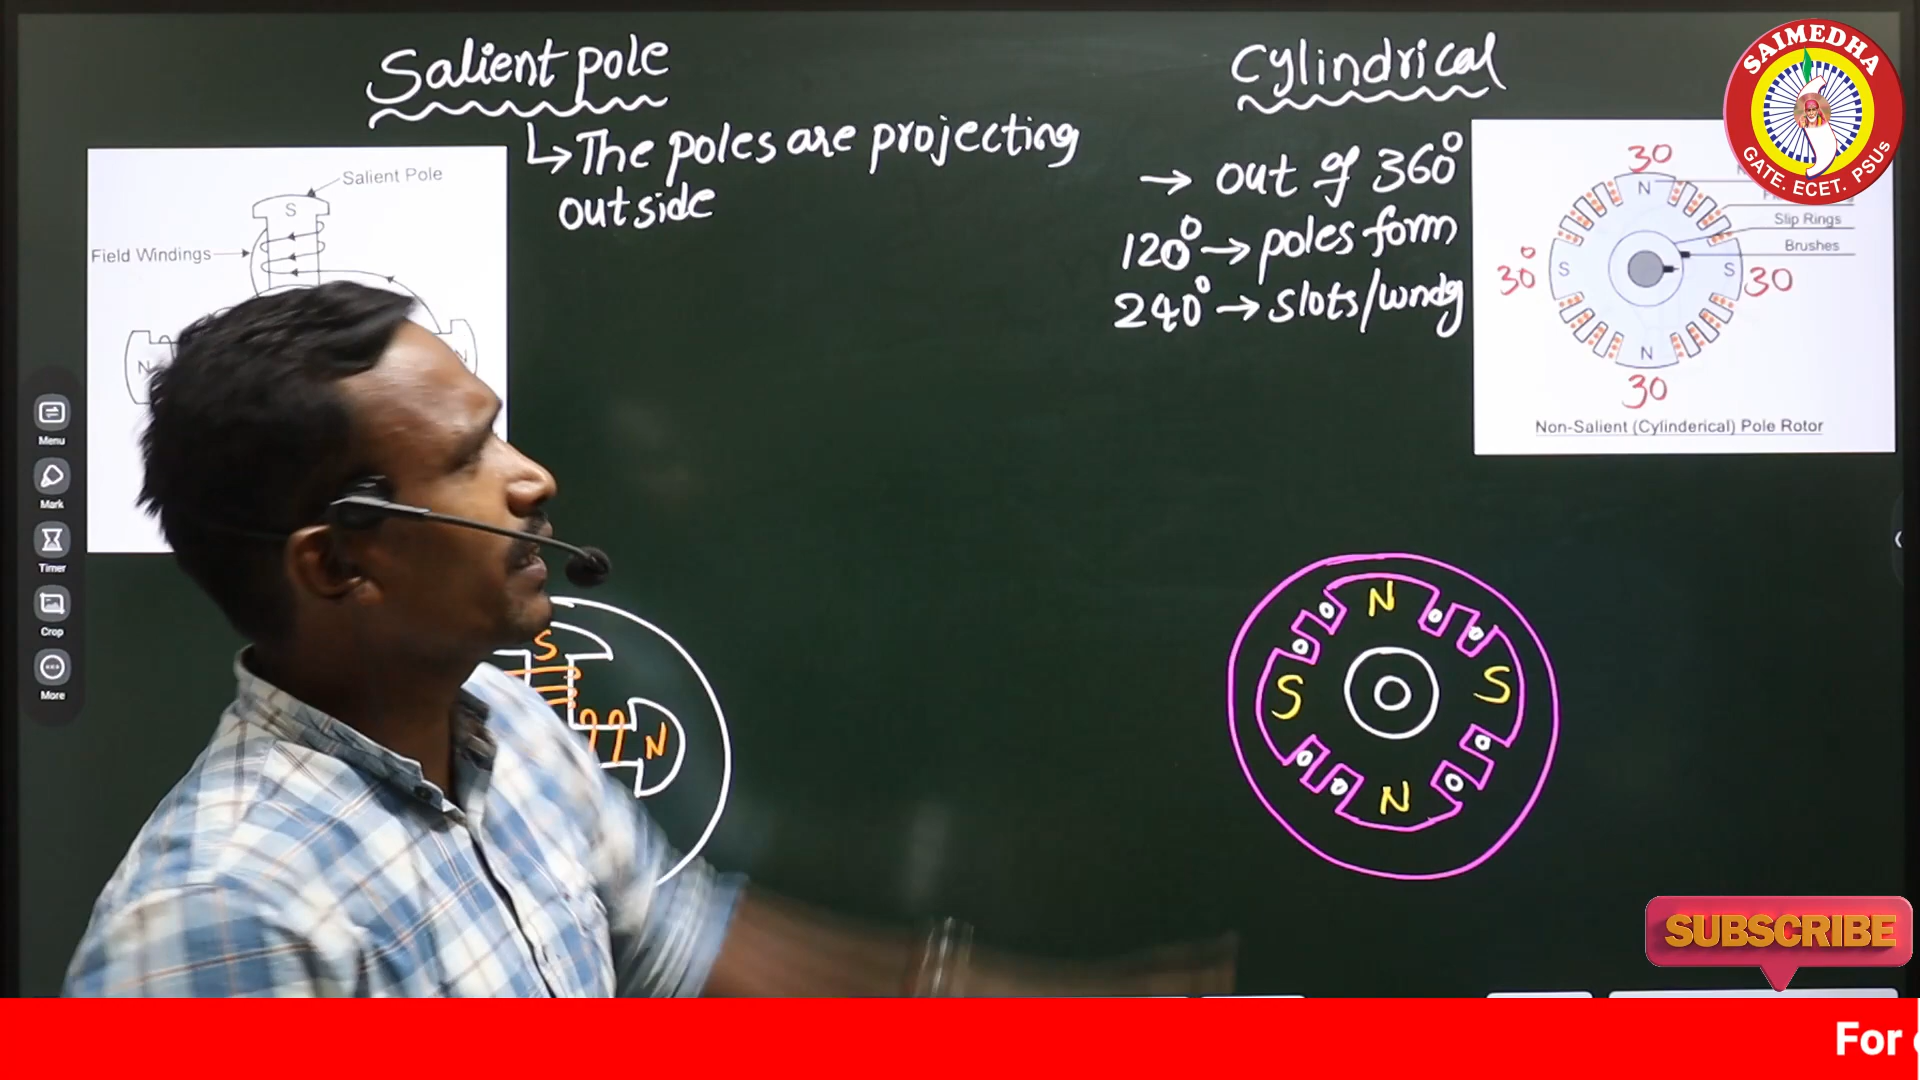 Salient pole
↳ The poles are projecting
outside
Salient Pole
S
Field Windings
N
N
S
N
Cylindrical
→ out of 360°
120° → poles form
240° → slots/wndg
30
N
Slip Rings
Brushes
30°
S
S
30
N
30
Non-Salient (Cylinderical) Pole Rotor
N
S
S
N
Menu
Mark
Timer
Crop
More
SAIMEDHA
GATE. ECET. PSUs
SUBSCRIBE
For